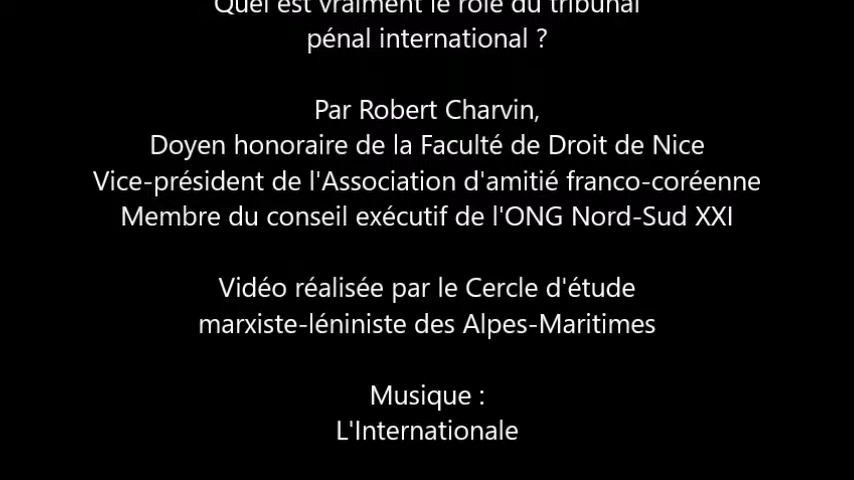 Quel est vraiment le rôle du tribunal
pénal international ?
Par Robert Charvin,
Doyen honoraire de la Faculté de Droit de Nice
Vice-président de l'Association d'amitié franco-coréenne
Membre du conseil exécutif de l'ONG Nord-Sud XXI
Vidéo réalisée par le Cercle d'étude
marxiste-léniniste des Alpes-Maritimes
Musique :
L'Internationale